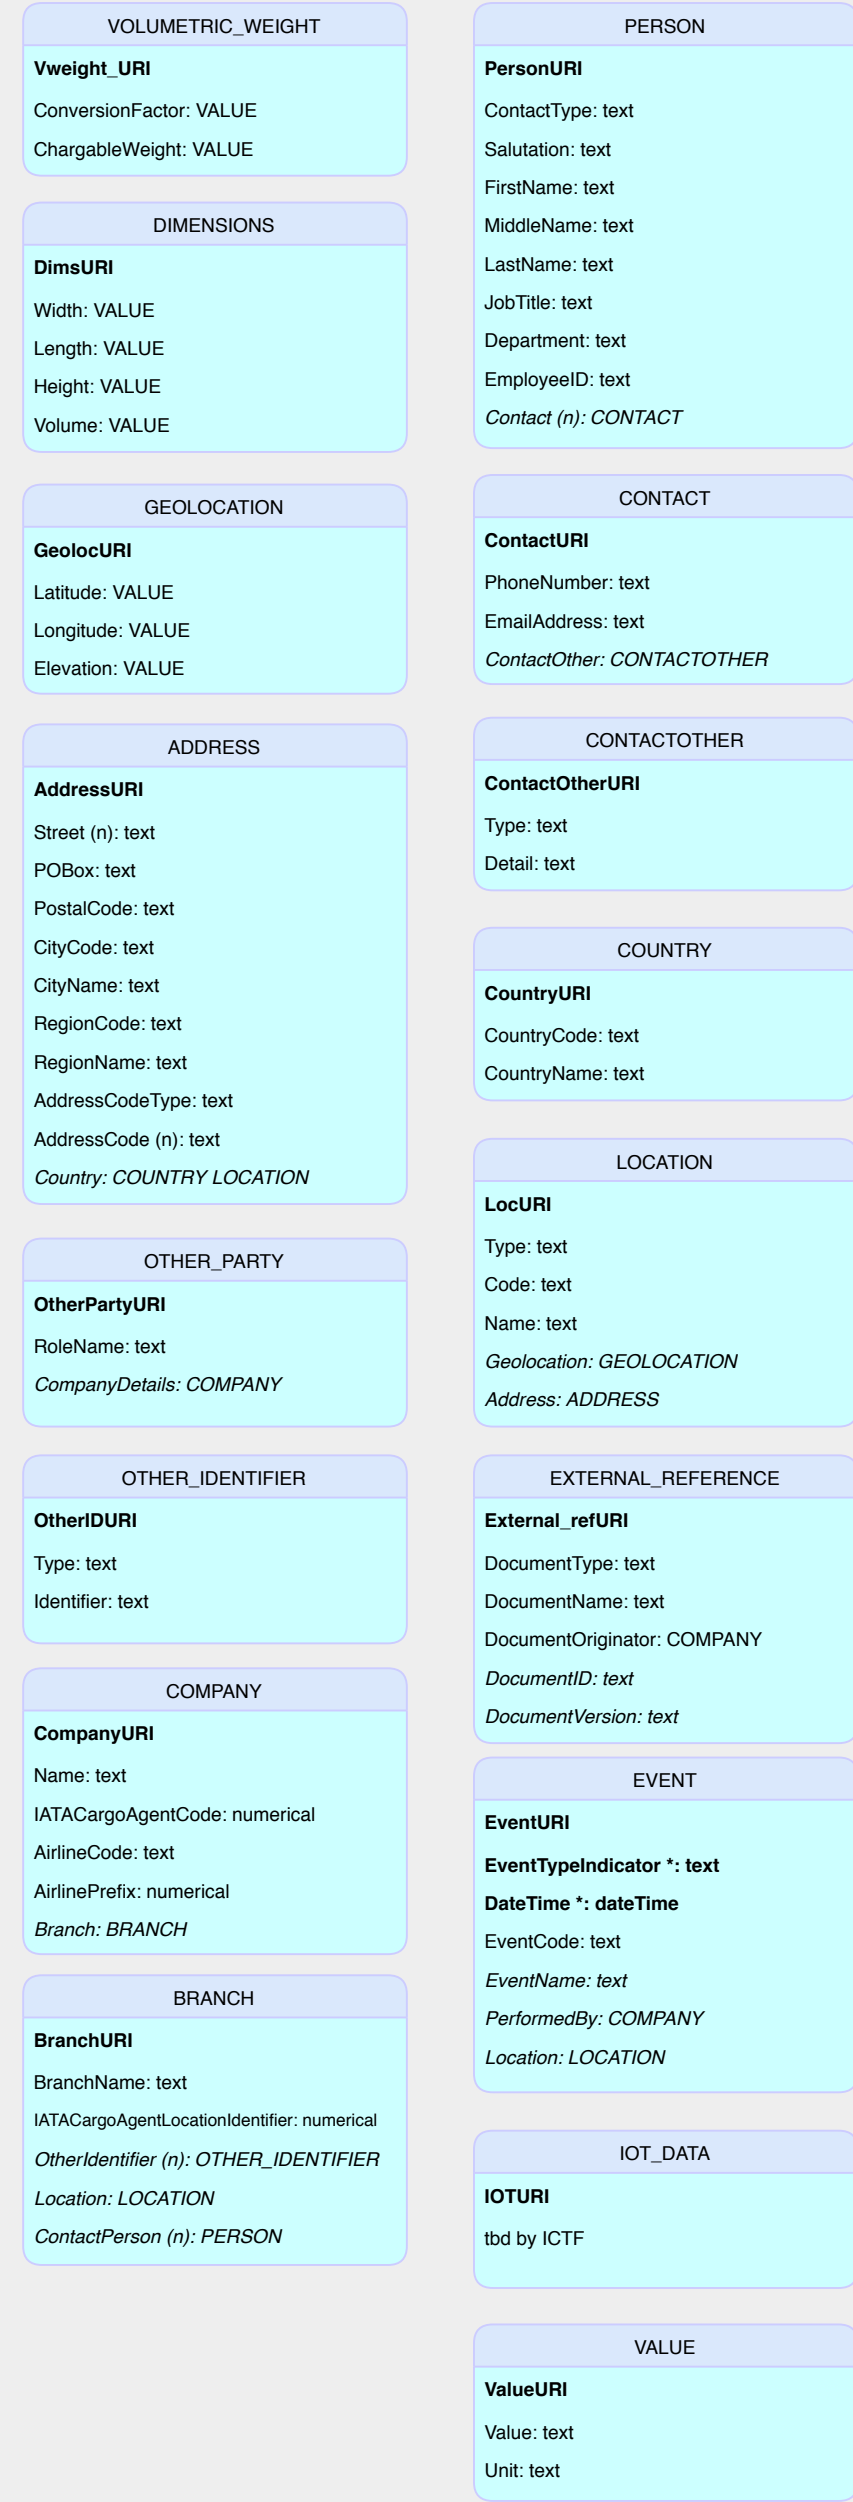 VOLUMETRIC_WEIGHT
Vweight_URI
ConversionFactor: VALUE
ChargableWeight: VALUE
DIMENSIONS
DimsURI
Width: VALUE
Length: VALUE
Height: VALUE
Volume: VALUE
GEOLOCATION
GeolocURI
Latitude: VALUE
Longitude: VALUE
Elevation: VALUE
ADDRESS
AddressURI
Street (n): text
POBox: text
PostalCode: text
CityCode: text
CityName: text
RegionCode: text
RegionName: text
AddressCodeType: text
AddressCode (n): text
Country: COUNTRY LOCATION
OTHER_PARTY
OtherPartyURI
RoleName: text
CompanyDetails: COMPANY
OTHER_IDENTIFIER
OtherIDURI
Type: text
Identifier: text
COMPANY
CompanyURI
Name: text
IATACargoAgentCode: numerical
AirlineCode: text
AirlinePrefix: numerical
Branch: BRANCH
BRANCH
BranchURI
BranchName: text
IATACargoAgentLocationIdentifier: numerical
OtherIdentifier (n): OTHER_IDENTIFIER
Location: LOCATION
ContactPerson (n): PERSON
PERSON
PersonURI
ContactType: text
Salutation: text
FirstName: text
MiddleName: text
LastName: text
JobTitle: text
Department: text
EmployeeID: text
Contact (n): CONTACT
CONTACT
ContactURI
PhoneNumber: text
EmailAddress: text
ContactOther: CONTACTOTHER
CONTACTOTHER
ContactOtherURI
Type: text
Detail: text
COUNTRY
CountryURI
CountryCode: text
CountryName: text
LOCATION
LocURI
Type: text
Code: text
Name: text
Geolocation: GEOLOCATION
Address: ADDRESS
EXTERNAL_REFERENCE
External_refURI
DocumentType: text
DocumentName: text
DocumentOriginator: COMPANY
DocumentID: text
DocumentVersion: text
EVENT
EventURI
EventTypeIndicator *: text
DateTime *: dateTime
EventCode: text
EventName: text
PerformedBy: COMPANY
Location: LOCATION
IOT_DATA
IOTURI
tbd by ICTF
VALUE
ValueURI
Value: text
Unit: text